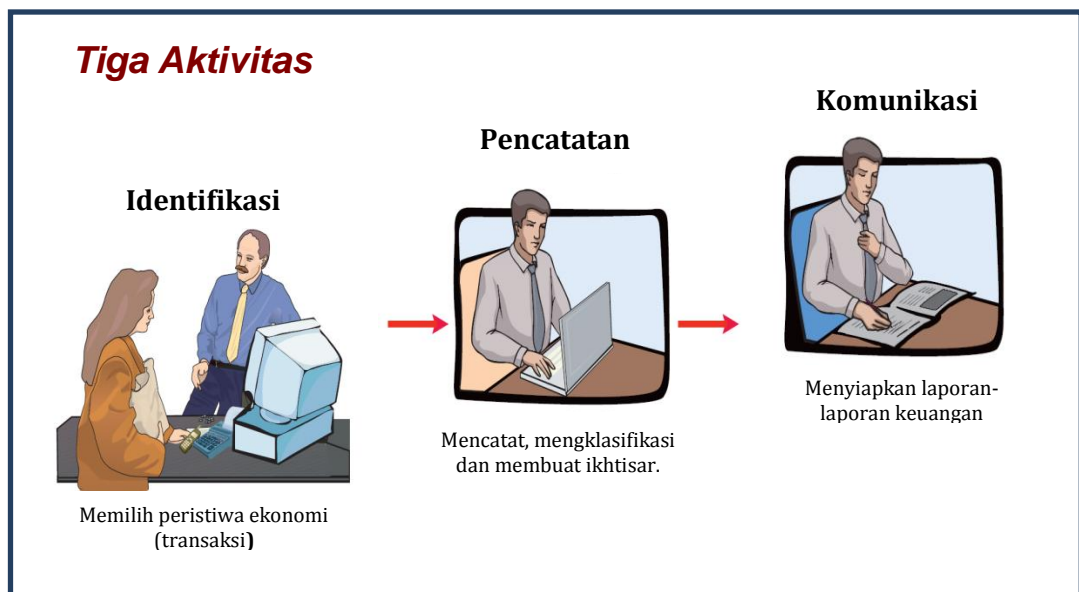 Tiga Aktivitas
Identifikasi
Memilih peristiwa ekonomi
(transaksi)
Pencatatan
Mencatat, mengklasifikasi
dan membuat ikhtisar.
Komunikasi
Menyiapkan laporan-
laporan keuangan